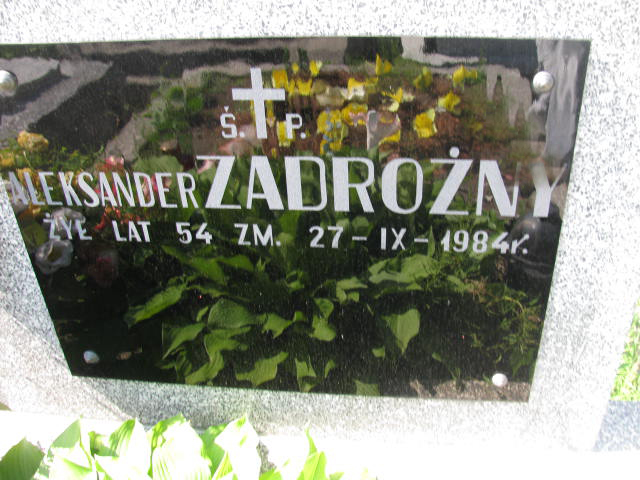 Ś. P.
ALEKSANDER ZADROŻNY
ŻYŁ LAT 54 ZM. 27-IX-1984r.